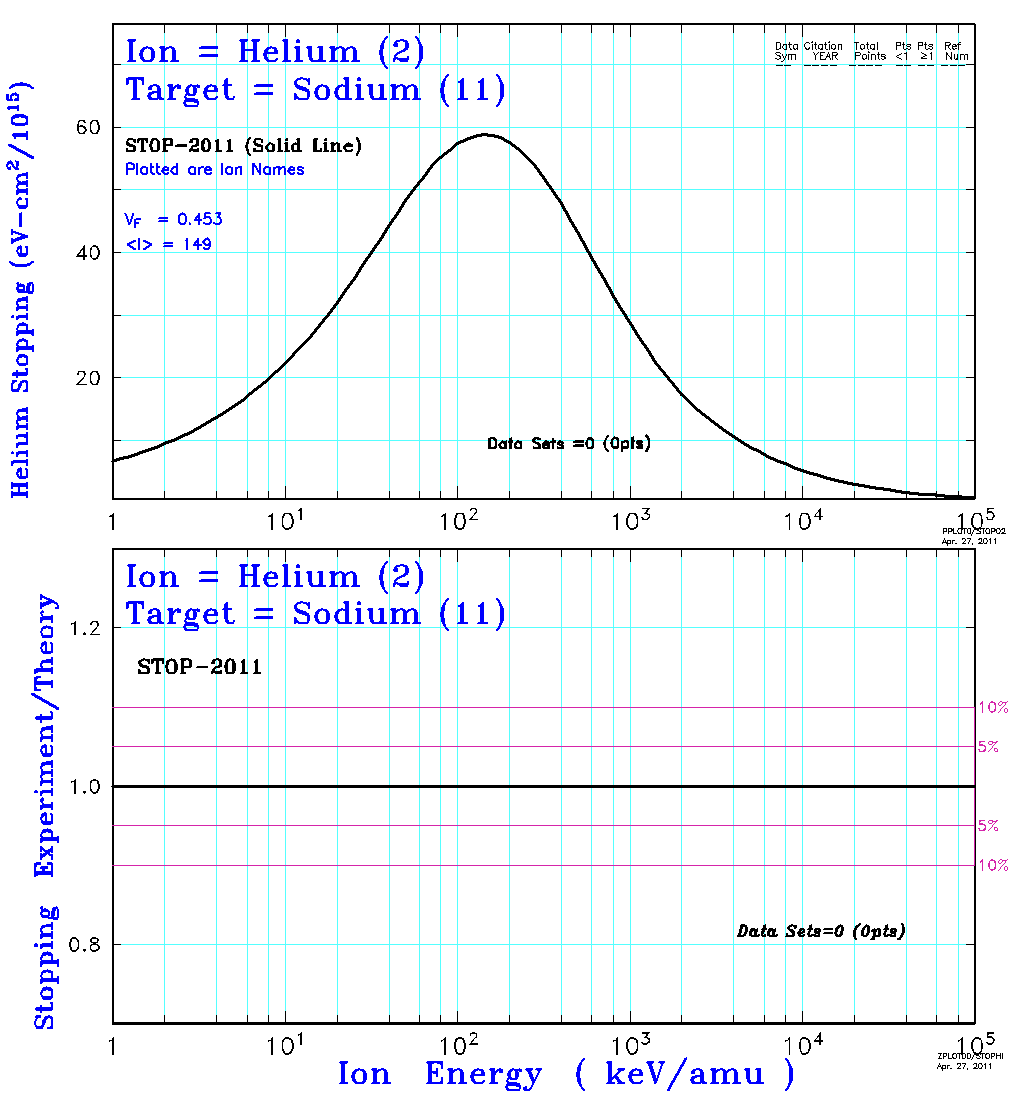 Ion = Helium (2)
Target = Sodium (11)
Data Citation Total Pts Pts Ref
Sym YEAR Points <1 ≥1 Num
STOP-2011 (Solid Line)
Plotted are Ion Names
VF = 0.453
<I> = 149
Data Sets =0 (0pts)
Helium Stopping (eV-cm²/10¹⁵)
60
40
20
1 10¹ 10² 10³ 10⁴ 10⁵
PPLOT0/STOP02
Apr. 27, 2011
Ion = Helium (2)
Target = Sodium (11)
STOP-2011
Stopping Experiment/Theory
1.2
1.0
0.8
10%
5%
5%
10%
Data Sets=0 (0pts)
1 10¹ 10² 10³ 10⁴ 10⁵
Ion Energy ( keV/amu )
Apr. 27, 2011